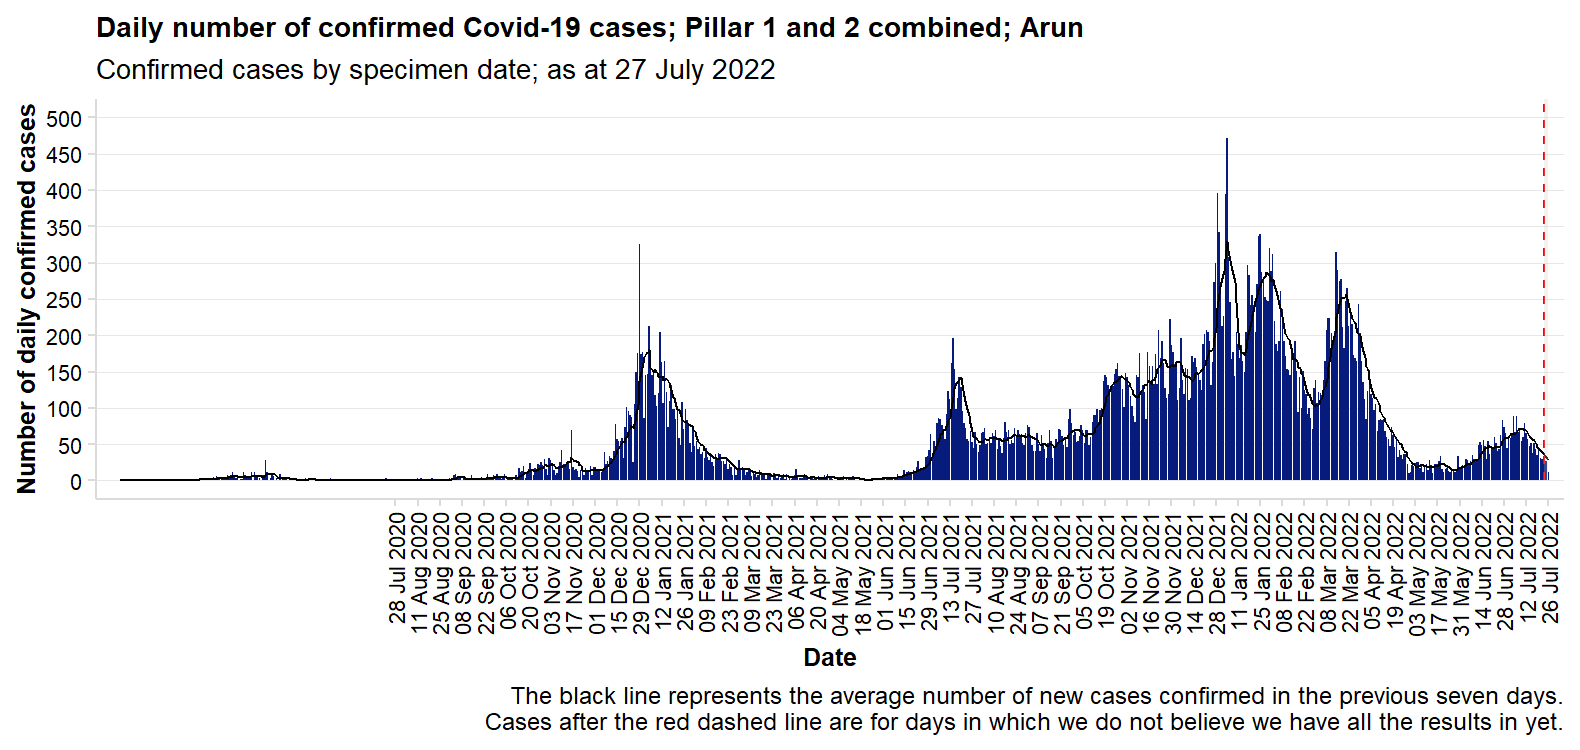 Daily number of confirmed Covid-19 cases; Pillar 1 and 2 combined; Arun
Confirmed cases by specimen date; as at 27 July 2022
Number of daily confirmed cases
500
450
400
350
300
250
200
150
100
50
0
28 Jul 2020
11 Aug 2020
25 Aug 2020
08 Sep 2020
22 Sep 2020
06 Oct 2020
20 Oct 2020
03 Nov 2020
17 Nov 2020
01 Dec 2020
15 Dec 2020
29 Dec 2020
12 Jan 2021
26 Jan 2021
09 Feb 2021
23 Feb 2021
09 Mar 2021
23 Mar 2021
06 Apr 2021
20 Apr 2021
04 May 2021
18 May 2021
01 Jun 2021
15 Jun 2021
29 Jun 2021
13 Jul 2021
27 Jul 2021
10 Aug 2021
24 Aug 2021
07 Sep 2021
21 Sep 2021
05 Oct 2021
19 Oct 2021
02 Nov 2021
16 Nov 2021
30 Nov 2021
14 Dec 2021
28 Dec 2021
11 Jan 2022
25 Jan 2022
08 Feb 2022
22 Feb 2022
08 Mar 2022
22 Mar 2022
05 Apr 2022
19 Apr 2022
03 May 2022
17 May 2022
31 May 2022
14 Jun 2022
28 Jun 2022
12 Jul 2022
26 Jul 2022
Date
The black line represents the average number of new cases confirmed in the previous seven days.
Cases after the red dashed line are for days in which we do not believe we have all the results in yet.